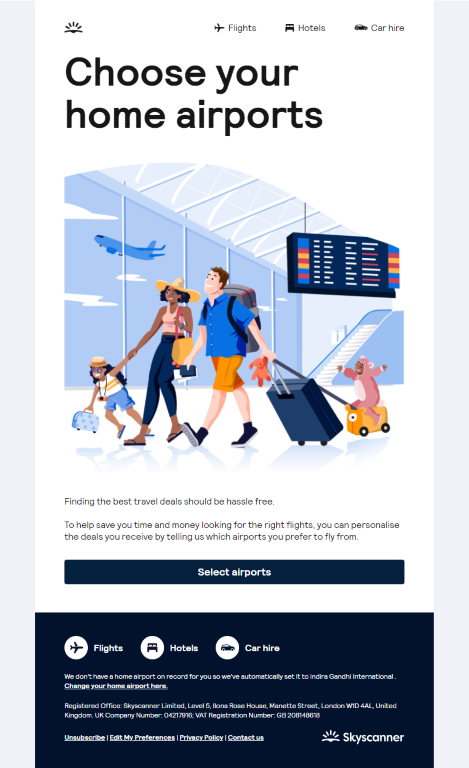 Flights Hotels Car hire
Choose your
home airports
Finding the best travel deals should be hassle free.
To help save you time and money looking for the right flights, you can personalise
the deals you receive by telling us which airports you prefer to fly from.
Select airports
Flights Hotels Car hire
We don't have a home airport on record for you so we've automatically set it to Indira Gandhi International .
Change your home airport here.
Registered Office: Skyscanner Limited, Level 5, Ilona Rose House, Manette Street, London W1D 4AL, United
Kingdom. UK Company Number: 04217916; VAT Registration Number: GB 208148618
Unsubscribe | Edit My Preferences | Privacy Policy | Contact us
Skyscanner